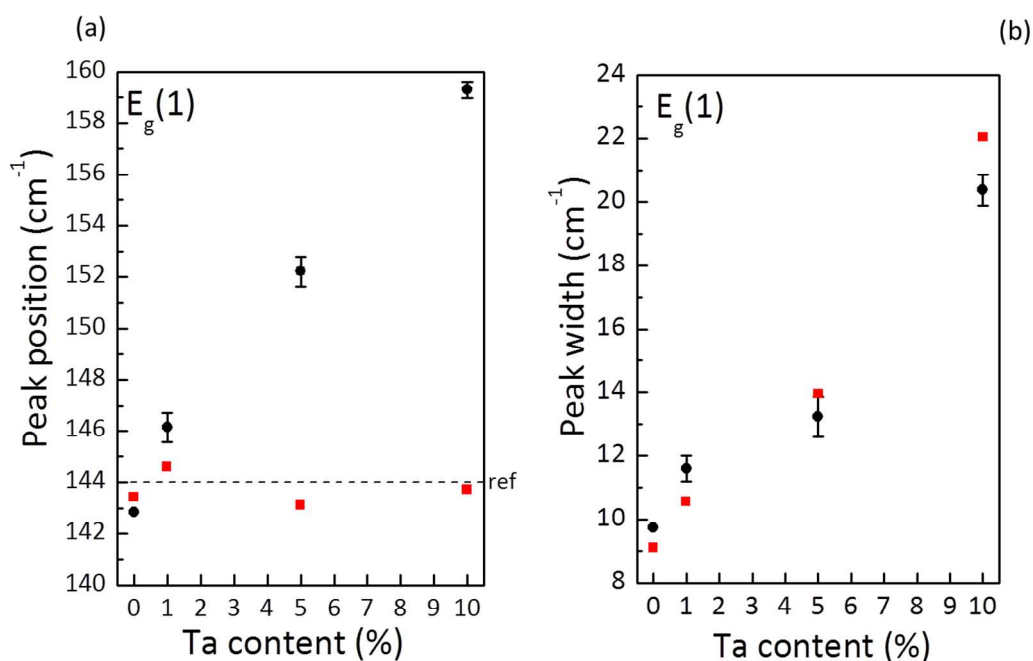 (a)
E_g(1)
Peak position (cm⁻¹)
160
158
156
154
152
150
148
146
144
142
140
ref
0 1 2 3 4 5 6 7 8 9 10
Ta content (%)
(b)
E_g(1)
Peak width (cm⁻¹)
24
22
20
18
16
14
12
10
8
0 1 2 3 4 5 6 7 8 9 10
Ta content (%)